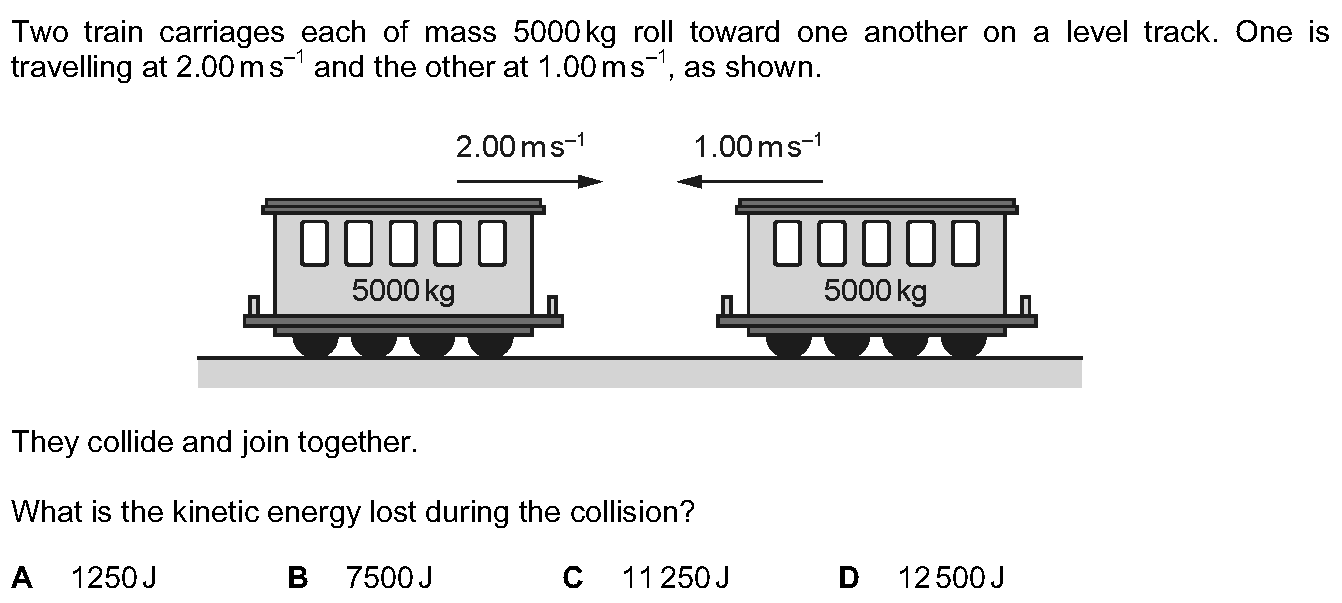 Two train carriages each of mass 5000 kg roll toward one another on a level track. One is
travelling at 2.00 m s⁻¹ and the other at 1.00 m s⁻¹, as shown.
2.00 m s⁻¹ 1.00 m s⁻¹
5000 kg 5000 kg
They collide and join together.
What is the kinetic energy lost during the collision?
A 1250 J B 7500 J C 11 250 J D 12 500 J